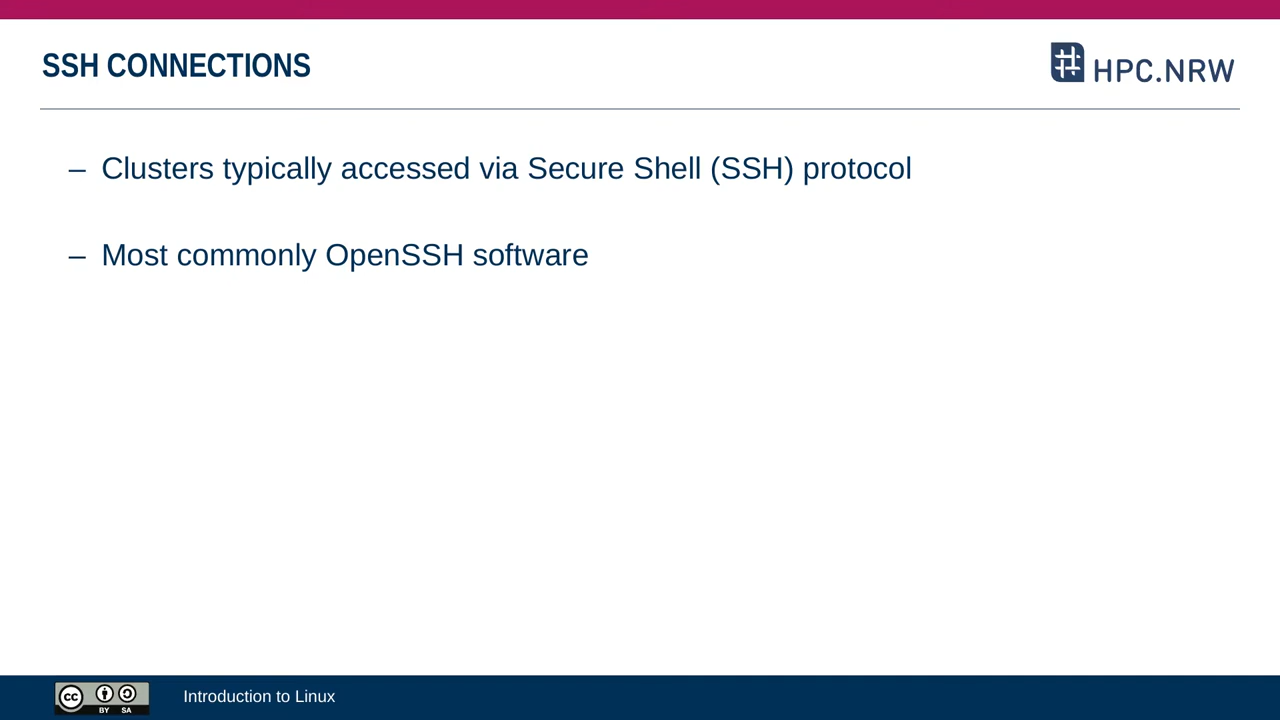 SSH CONNECTIONS
HPC.NRW
– Clusters typically accessed via Secure Shell (SSH) protocol
– Most commonly OpenSSH software
cc BY SA
Introduction to Linux